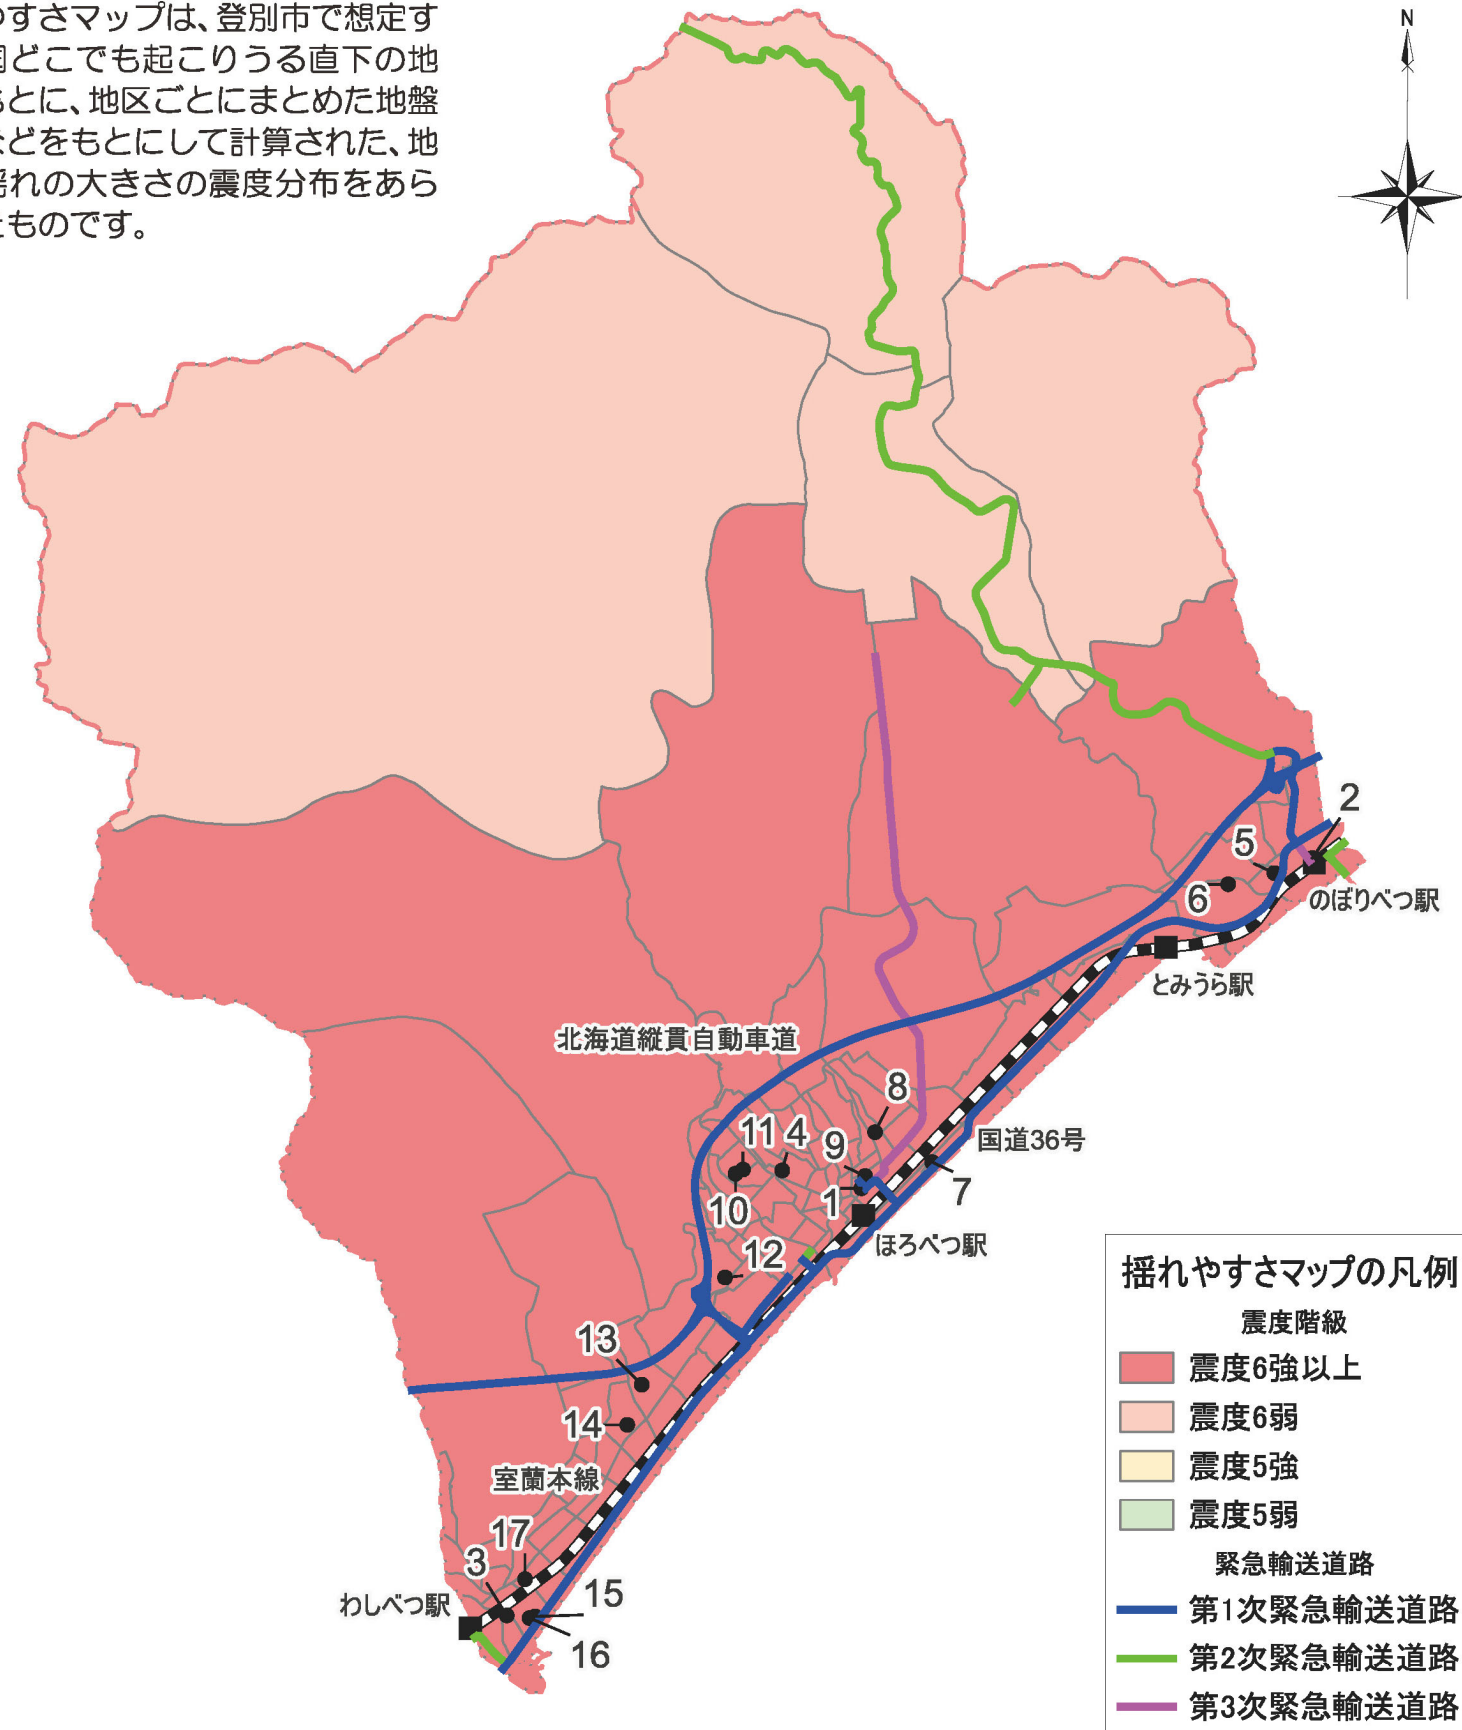 のすさマップは、登別市で想定す
どこでも起こりうる直下の地
とに、地区ごとにまとめた地盤
などをもとにして計算された、地
揺れの大きさの震度分布をあら
ものです。
N
2
5
6
のぼりべつ駅
とみうら駅
北海道縦貫自動車道
8
11
4
9
国道36号
1
7
10
ほろべつ駅
12
13
14
室蘭本線
17
3
わしべつ駅
15
16
揺れやすさマップの凡例
震度階級
震度6強以上
震度6弱
震度5強
震度5弱
緊急輸送道路
第1次緊急輸送道路
第2次緊急輸送道路
第3次緊急輸送道路